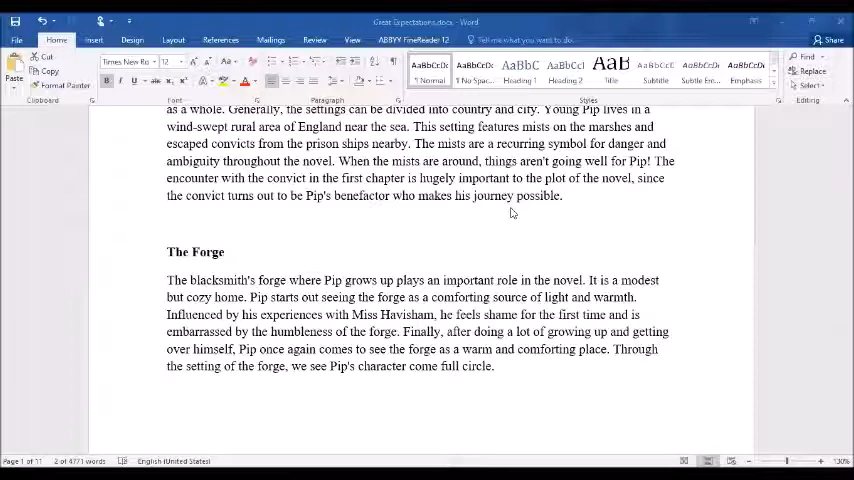 Great Expectations.docx - Word
File Home Insert Design Layout References Mailings Review View ABBYY FineReader 12 Tell me what you want to do... Share
Paste Cut Copy Format Painter
Times New Ro 12
AaBbCcDc AaBbCcDc AaBbC AaBbCcl AaB AaBbCcD AaBbCcDc AaBbCcDc
1 Normal 1 No Spac... Heading 1 Heading 2 Title Subtitle Subtle Em... Emphasis
Find Replace Select
Clipboard Font Paragraph Styles Editing
as a whole. Generally, the settings can be divided into country and city. Young Pip lives in a
wind-swept rural area of England near the sea. This setting features mists on the marshes and
escaped convicts from the prison ships nearby. The mists are a recurring symbol for danger and
ambiguity throughout the novel. When the mists are around, things aren't going well for Pip! The
encounter with the convict in the first chapter is hugely important to the plot of the novel, since
the convict turns out to be Pip's benefactor who makes his journey possible.
The Forge
The blacksmith's forge where Pip grows up plays an important role in the novel. It is a modest
but cozy home. Pip starts out seeing the forge as a comforting source of light and warmth.
Influenced by his experiences with Miss Havisham, he feels shame for the first time and is
embarrassed by the humbleness of the forge. Finally, after doing a lot of growing up and getting
over himself, Pip once again comes to see the forge as a warm and comforting place. Through
the setting of the forge, we see Pip's character come full circle.
Page 1 of 11 2 of 4771 words English (United States) 130%